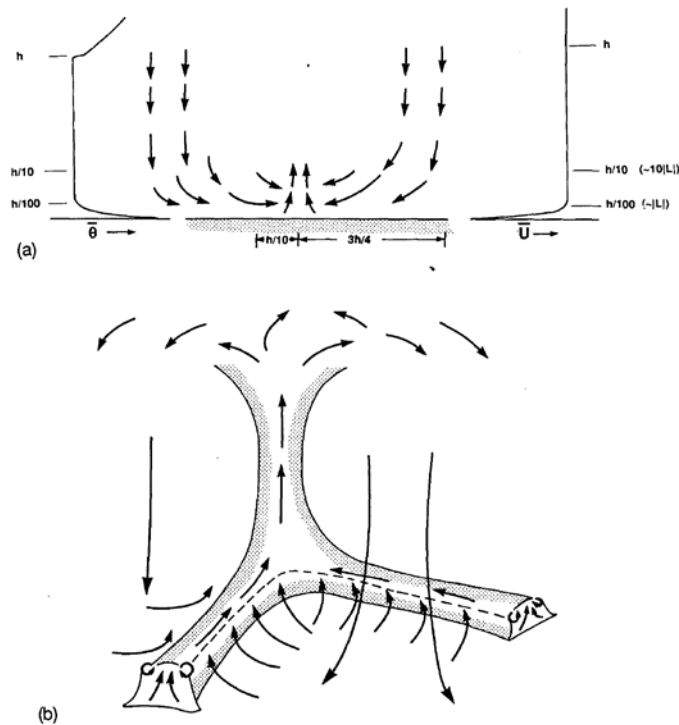 h
h
h/10
h/10 (~10|L|)
h/100
h/100 (~|L|)
θ̅
U̅
h/10
3h/4
(a)
(b)